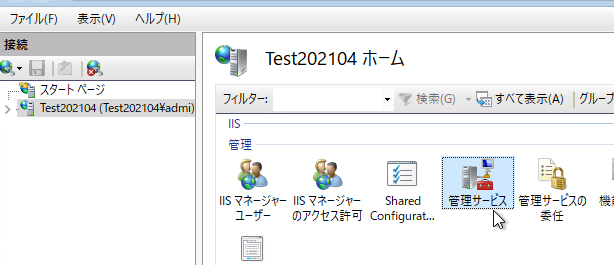 ファイル(F) 表示(V) ヘルプ(H)
接続
スタート ページ
Test202104 (Test202104¥admi)
Test202104 ホーム
フィルター: 検索(G) すべて表示(A) グループ
IIS
管理
IIS マネージャー
ユーザー
IIS マネージャー
のアクセス許可
Shared
Configurat...
管理サービス
管理サービスの
委任